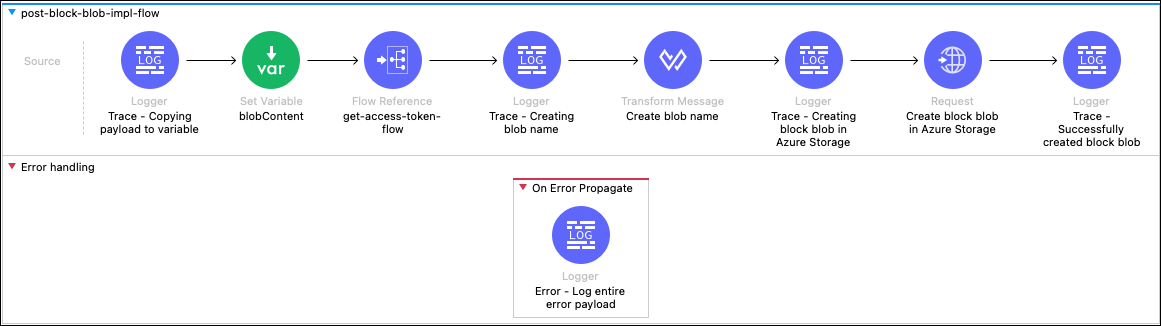 post-block-blob-impl-flow
Source
LOG
Logger
Trace - Copying
payload to variable
var
Set Variable
blobContent
Flow Reference
get-access-token-
flow
LOG
Logger
Trace - Creating
blob name
Transform Message
Create blob name
LOG
Logger
Trace - Creating
block blob in
Azure Storage
Request
Create block blob
in Azure Storage
LOG
Logger
Trace -
Successfully
created block blob
Error handling
On Error Propagate
LOG
Logger
Error - Log entire
error payload